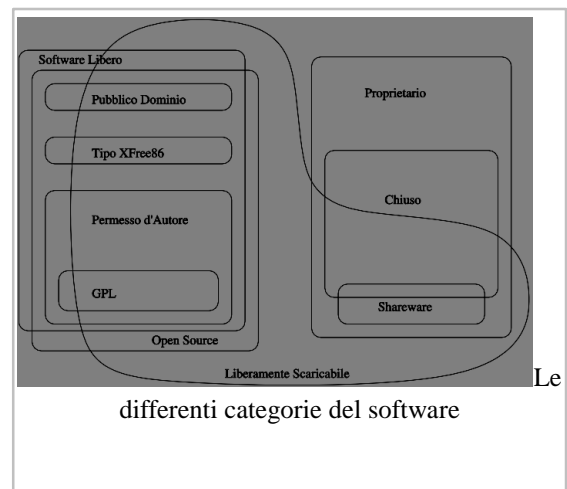 Software Libero
Pubblico Dominio
Proprietario
Tipo XFree86
Chiuso
Permesso d'Autore
GPL
Shareware
Open Source
Liberamente Scaricabile
Le
differenti categorie del software